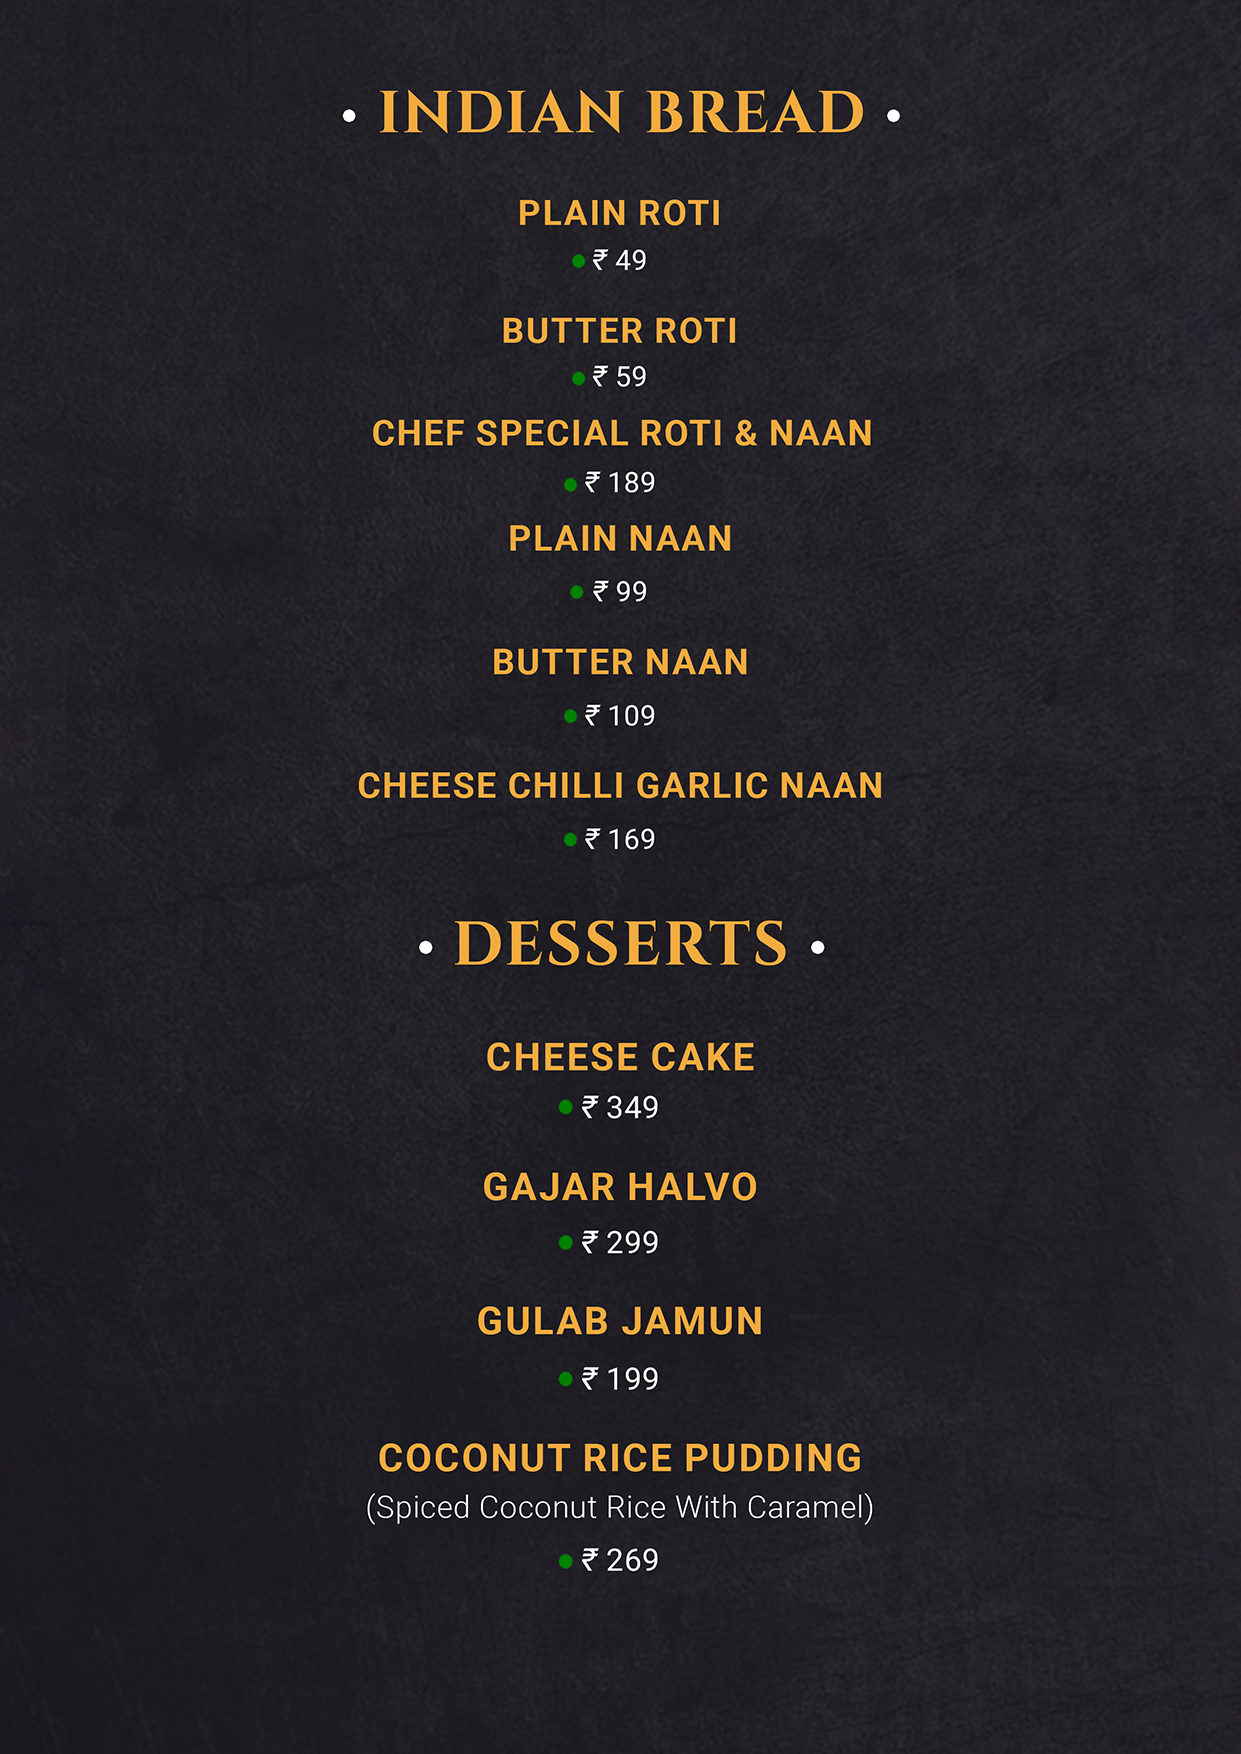 • INDIAN BREAD •
PLAIN ROTI
₹ 49
BUTTER ROTI
₹ 59
CHEF SPECIAL ROTI & NAAN
₹ 189
PLAIN NAAN
₹ 99
BUTTER NAAN
₹ 109
CHEESE CHILLI GARLIC NAAN
₹ 169
• DESSERTS •
CHEESE CAKE
₹ 349
GAJAR HALVO
₹ 299
GULAB JAMUN
₹ 199
COCONUT RICE PUDDING
(Spiced Coconut Rice With Caramel)
₹ 269